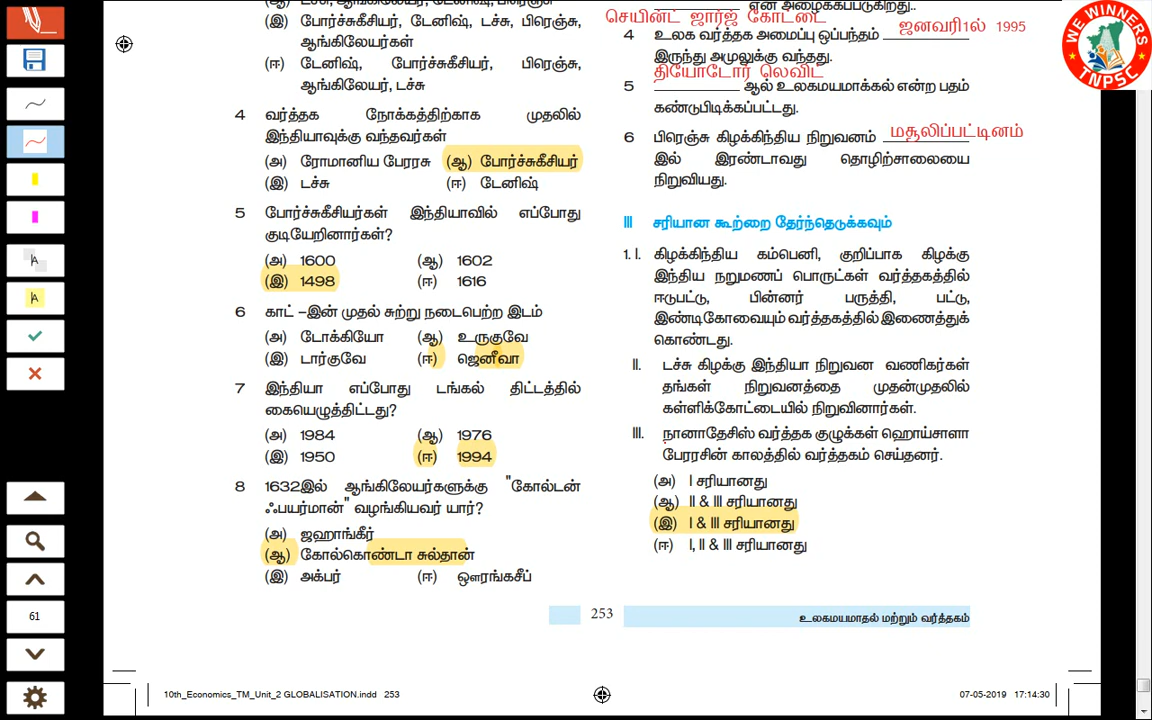 (ஆ) டச்சு, ஆங்கிலேயர், டேனிஷ், பிரெஞ்சு
(இ) போர்ச்சுகீசியர், டேனிஷ், டச்சு, பிரெஞ்சு,
ஆங்கிலேயர்கள்
(ஈ) டேனிஷ், போர்ச்சுகீசியர், பிரெஞ்சு,
ஆங்கிலேயர், டச்சு
4 வர்த்தக நோக்கத்திற்காக முதலில்
இந்தியாவுக்கு வந்தவர்கள்
(அ) ரோமானிய பேரரசு (ஆ) போர்ச்சுகீசியர்
(இ) டச்சு (ஈ) டேனிஷ்
5 போர்ச்சுகீசியர்கள் இந்தியாவில் எப்போது
குடியேறினார்கள்?
(அ) 1600 (ஆ) 1602
(இ) 1498 (ஈ) 1616
6 காட் -இன் முதல் சுற்று நடைபெற்ற இடம்
(அ) டோக்கியோ (ஆ) உருகுவே
(இ) டார்குவே (ஈ) ஜெனீவா
7 இந்தியா எப்போது டங்கல் திட்டத்தில்
கையெழுத்திட்டது?
(அ) 1984 (ஆ) 1976
(இ) 1950 (ஈ) 1994
8 1632இல் ஆங்கிலேயர்களுக்கு "கோல்டன்
ஃபயர்மான்" வழங்கியவர் யார்?
(அ) ஜஹாங்கீர்
(ஆ) கோல்கொண்டா சுல்தான்
(இ) அக்பர் (ஈ) ஔரங்கசீப்
ஏன் அழைக்கப்படுகிறது..
செயின்ட் ஜார்ஜ் கோட்டை
ஜனவரி1ல் 1995
4 உலக வர்த்தக அமைப்பு ஒப்பந்தம்
இருந்து அமுலுக்கு வந்தது.
தியோடோர் லெவிட்
5 ஆல் உலகமயமாக்கல் என்ற பதம்
கண்டுபிடிக்கப்பட்டது.
6 பிரெஞ்சு கிழக்கிந்திய நிறுவனம் மசூலிப்பட்டினம்
இல் இரண்டாவது தொழிற்சாலையை
நிறுவியது.
III சரியான கூற்றை தேர்ந்தெடுக்கவும்
1. I. கிழக்கிந்திய கம்பெனி, குறிப்பாக கிழக்கு
இந்திய நறுமணப் பொருட்கள் வர்த்தகத்தில்
ஈடுபட்டு, பின்னர் பருத்தி, பட்டு,
இண்டிகோவையும் வர்த்தகத்தில் இணைத்துக்
கொண்டது.
II. டச்சு கிழக்கு இந்தியா நிறுவன வணிகர்கள்
தங்கள் நிறுவனத்தை முதன்முதலில்
கள்ளிக்கோட்டையில் நிறுவினார்கள்.
III. நானாதேசிஸ் வர்த்தக குழுக்கள் ஹொய்சாளா
பேரரசின் காலத்தில் வர்த்தகம் செய்தனர்.
(அ) I சரியானது
(ஆ) II & III சரியானது
(இ) I & III சரியானது
(ஈ) I, II & III சரியானது
253 உலகமயமாதல் மற்றும் வர்த்தகம்
10th_Economics_TM_Unit_2 GLOBALISATION.indd 253
07-05-2019 17:14:30
WE WINNERS
TNPSC
61